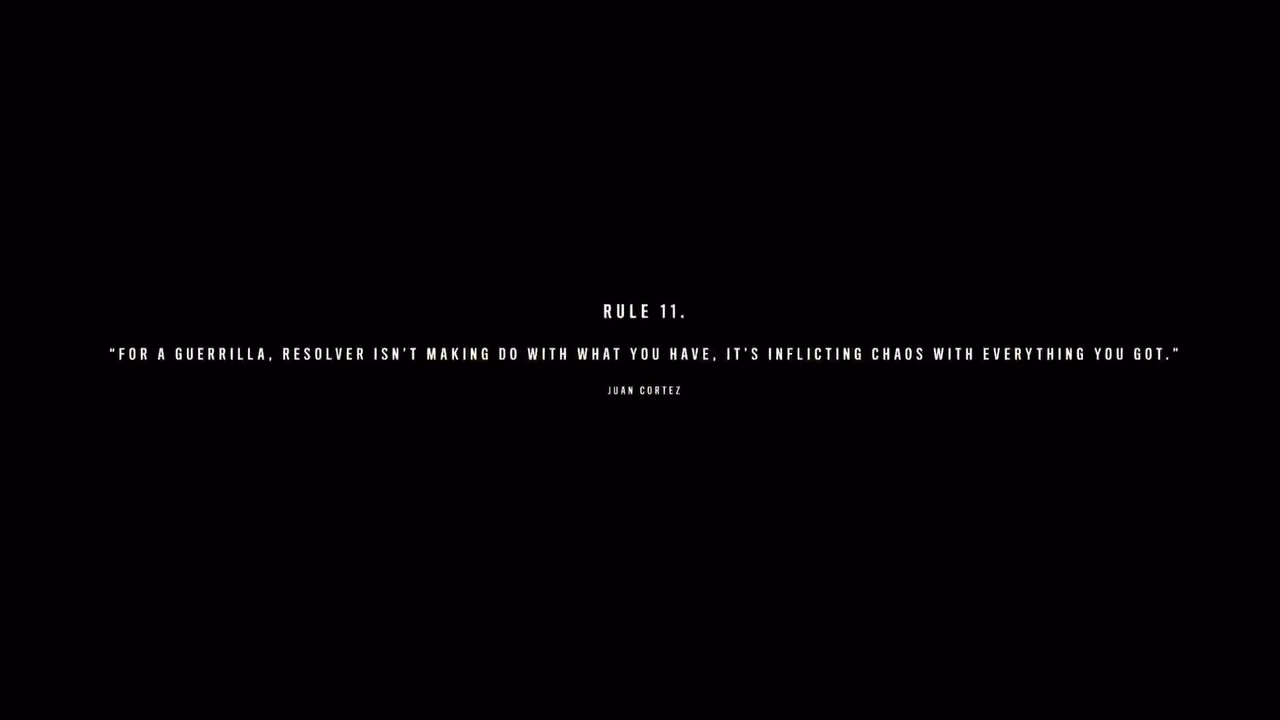 RULE 11.
“FOR A GUERRILLA, RESOLVER ISN’T MAKING DO WITH WHAT YOU HAVE, IT’S INFLICTING CHAOS WITH EVERYTHING YOU GOT.”
JUAN CORTEZ